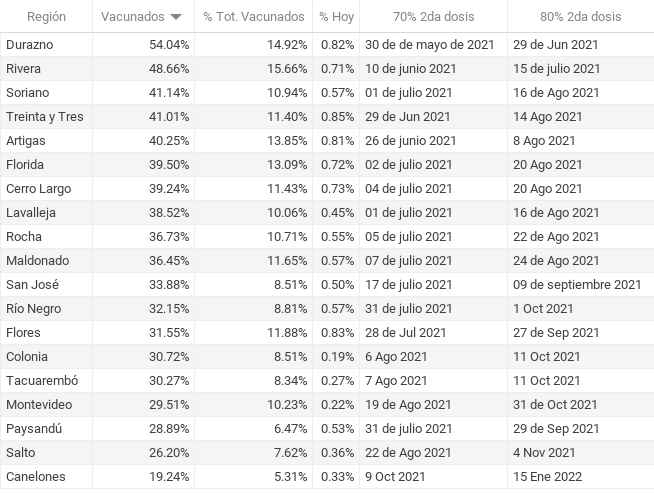 Región Vacunados % Tot. Vacunados % Hoy 70% 2da dosis 80% 2da dosis
Durazno 54.04% 14.92% 0.82% 30 de de mayo de 2021 29 de Jun 2021
Rivera 48.66% 15.66% 0.71% 10 de junio 2021 15 de julio 2021
Soriano 41.14% 10.94% 0.57% 01 de julio 2021 16 de Ago 2021
Treinta y Tres 41.01% 11.40% 0.85% 29 de Jun 2021 14 Ago 2021
Artigas 40.25% 13.85% 0.81% 26 de junio 2021 8 Ago 2021
Florida 39.50% 13.09% 0.72% 02 de julio 2021 20 Ago 2021
Cerro Largo 39.24% 11.43% 0.73% 04 de julio 2021 20 Ago 2021
Lavalleja 38.52% 10.06% 0.45% 01 de julio 2021 16 de Ago 2021
Rocha 36.73% 10.71% 0.55% 05 de julio 2021 22 de Ago 2021
Maldonado 36.45% 11.65% 0.57% 07 de julio 2021 24 de Ago 2021
San José 33.88% 8.51% 0.50% 17 de julio 2021 09 de septiembre 2021
Río Negro 32.15% 8.81% 0.57% 31 de julio 2021 1 Oct 2021
Flores 31.55% 11.88% 0.83% 28 de Jul 2021 27 de Sep 2021
Colonia 30.72% 8.51% 0.19% 6 Ago 2021 11 Oct 2021
Tacuarembó 30.27% 8.34% 0.27% 7 Ago 2021 11 Oct 2021
Montevideo 29.51% 10.23% 0.22% 19 de Ago 2021 31 de Oct 2021
Paysandú 28.89% 6.47% 0.53% 31 de julio 2021 29 de Sep 2021
Salto 26.20% 7.62% 0.36% 22 de Ago 2021 4 Nov 2021
Canelones 19.24% 5.31% 0.33% 9 Oct 2021 15 Ene 2022